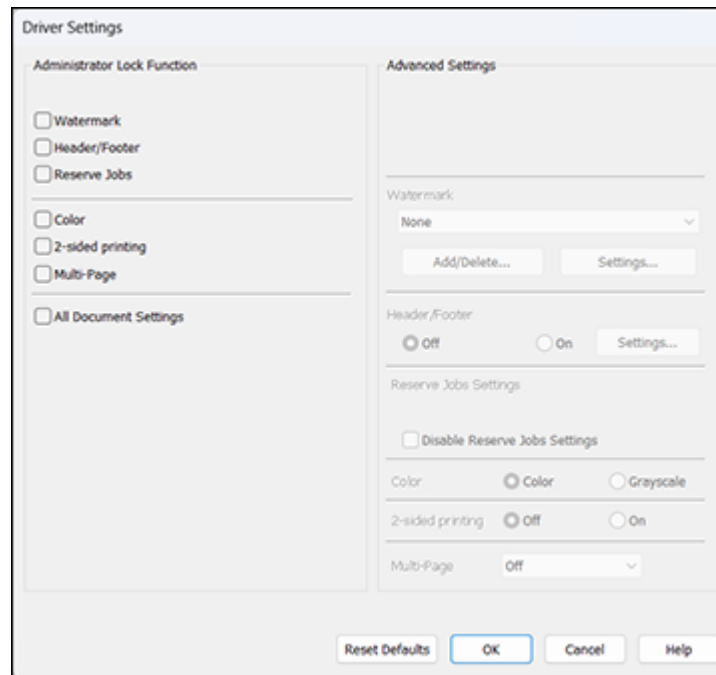 Driver Settings
Administrator Lock Function
Watermark
Header/Footer
Reserve Jobs
Color
2-sided printing
Multi-Page
All Document Settings
Advanced Settings
Watermark
None
Add/Delete... Settings...
Header/Footer
Off On Settings...
Reserve Jobs Settings
Disable Reserve Jobs Settings
Color Color Grayscale
2-sided printing Off On
Multi-Page Off
Reset Defaults OK Cancel Help